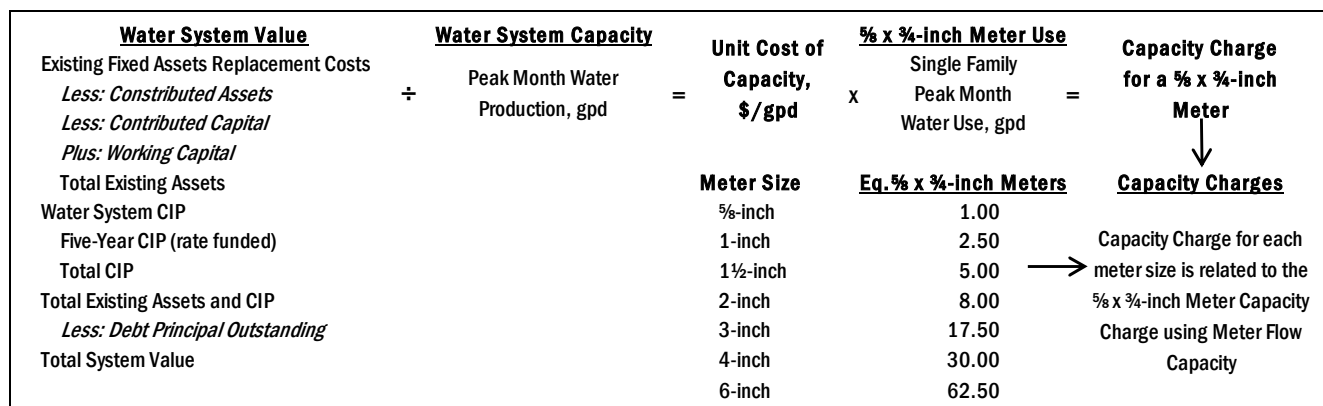 Water System Value
Existing Fixed Assets Replacement Costs
Less: Constributed Assets
Less: Contributed Capital
Plus: Working Capital
Total Existing Assets
Water System CIP
Five-Year CIP (rate funded)
Total CIP
Total Existing Assets and CIP
Less: Debt Principal Outstanding
Total System Value
÷
Water System Capacity
Peak Month Water
Production, gpd
=
Unit Cost of
Capacity,
$/gpd
x
⅝ x ¾-inch Meter Use
Single Family
Peak Month
Water Use, gpd
=
Capacity Charge
for a ⅝ x ¾-inch
Meter
Meter Size Eq.⅝ x ¾-inch Meters
⅝-inch 1.00
1-inch 2.50
1½-inch 5.00
2-inch 8.00
3-inch 17.50
4-inch 30.00
6-inch 62.50
Capacity Charges
Capacity Charge for each
meter size is related to the
⅝ x ¾-inch Meter Capacity
Charge using Meter Flow
Capacity